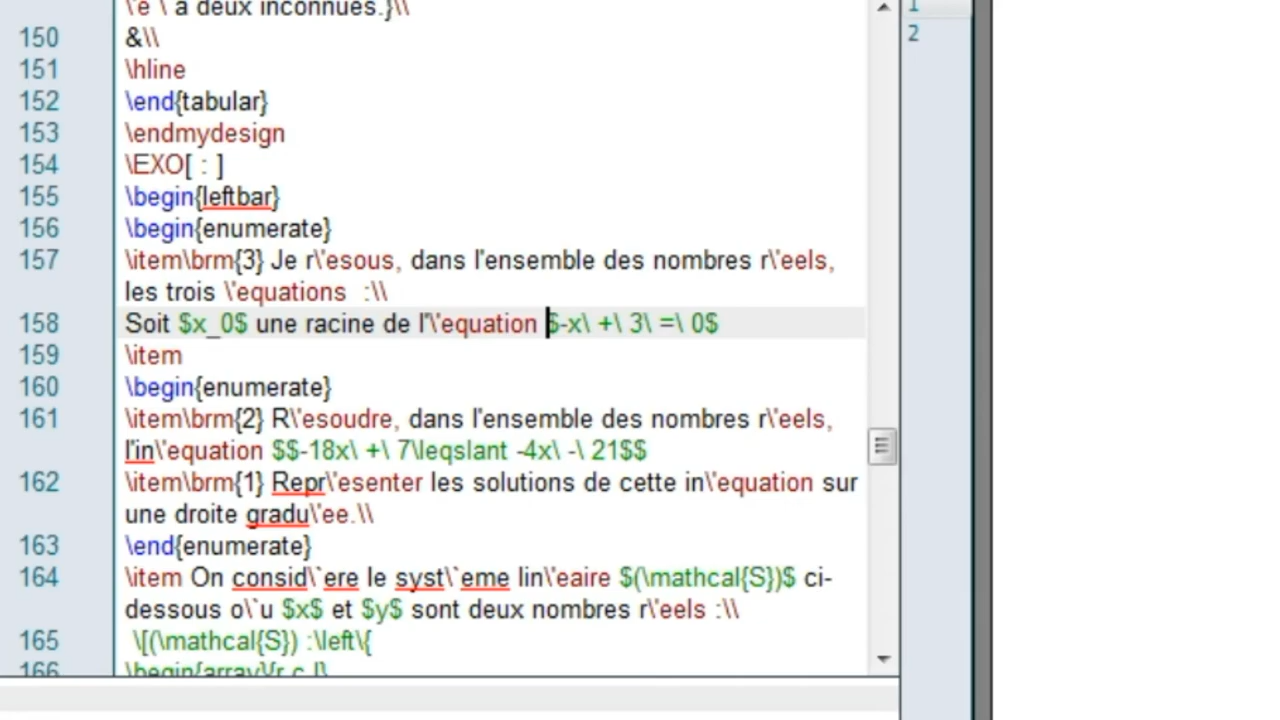 \'e \ a deux inconnues.}\\
150 &\\
151 \hline
152 \end{tabular}
153 \endmydesign
154 \EXO[ : ]
155 \begin{leftbar}
156 \begin{enumerate}
157 \item\brm{3} Je r\'esous, dans l'ensemble des nombres r\'eels,
les trois \'equations  :\\
158 Soit $x_0$ une racine de l'\'equation $-x\ +\ 3\ =\ 0$
159 \item
160 \begin{enumerate}
161 \item\brm{2} R\'esoudre, dans l'ensemble des nombres r\'eels,
l'in\'equation $$-18x\ +\ 7\leqslant -4x\ -\ 21$$
162 \item\brm{1} Repr\'esenter les solutions de cette in\'equation sur
une droite gradu\'ee.\\
163 \end{enumerate}
164 \item On consid\`ere le syst\`eme lin\'eaire $(\mathcal{S})$ ci-
dessous o\`u $x$ et $y$ sont deux nombres r\'eels :\\
165 \[(\mathcal{S}) :\left\{
166 \begin{array}{r c l}
1
2